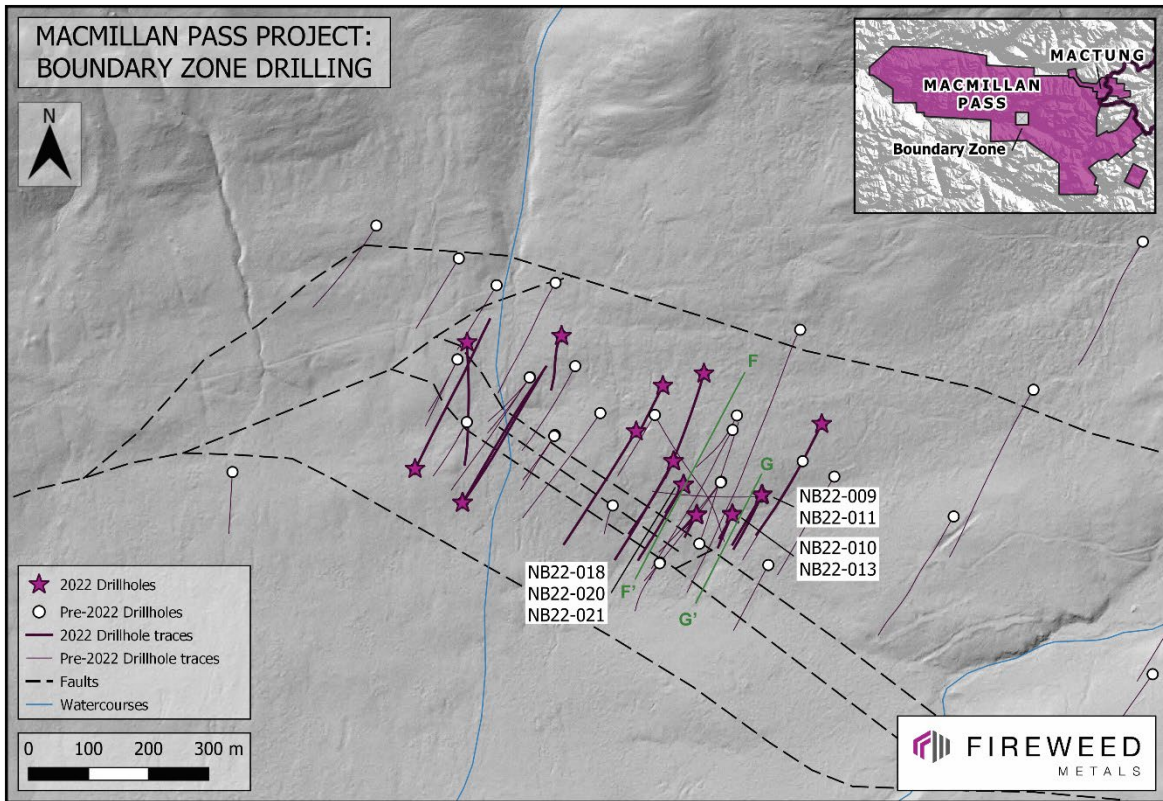 MACMILLAN PASS PROJECT:
BOUNDARY ZONE DRILLING
N
MACTUNG
MACMILLAN
PASS
Boundary Zone
F
G
NB22-009
NB22-011
NB22-010
NB22-013
NB22-018
NB22-020
NB22-021
F'
G'
2022 Drillholes
Pre-2022 Drillholes
2022 Drillhole traces
Pre-2022 Drillhole traces
Faults
Watercourses
0 100 200 300 m
FIREWEED
METALS